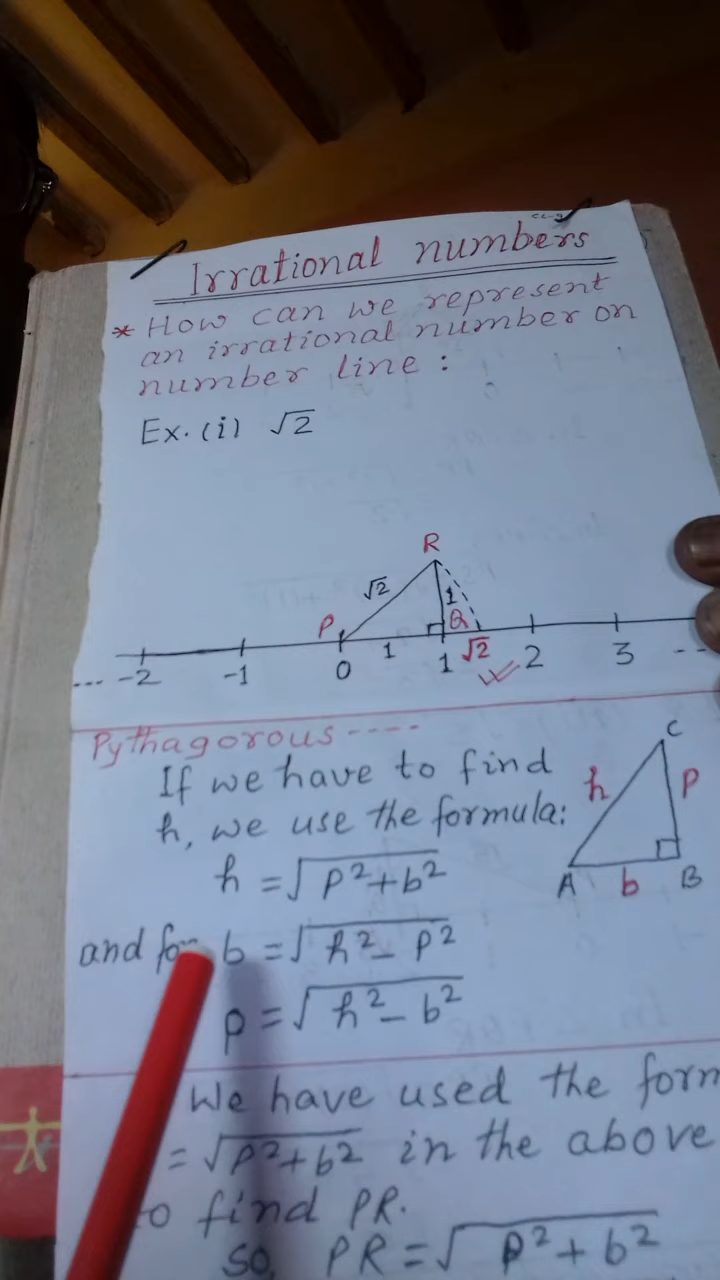 Irrational numbers
* How can we represent
an irrational number on
number line :
Ex. (i) √2
R
√2
1
P
Q
... -2 -1 0 1 1 √2 2 3 --
Pythagorous ----
If we have to find
h, we use the formula:
h = √p²+b²
C
h
p
A b B
and for b = √h² - p²
p = √h² - b²
We have used the form
= √p²+b² in the above
to find PR.
So, PR = √p² + b²